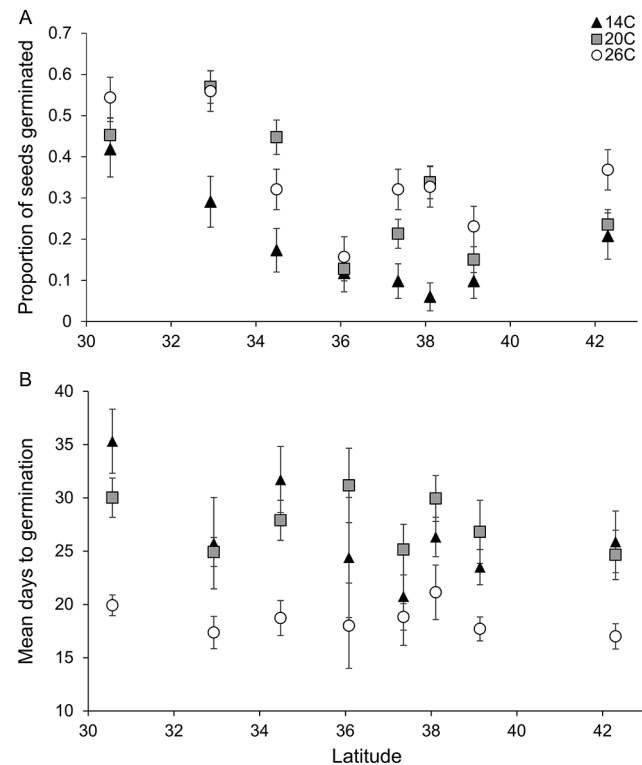 A
14C
20C
26C
Proportion of seeds germinated
0.7
0.6
0.5
0.4
0.3
0.2
0.1
0
30 32 34 36 38 40 42
B
Mean days to germination
40
35
30
25
20
15
10
30 32 34 36 38 40 42
Latitude